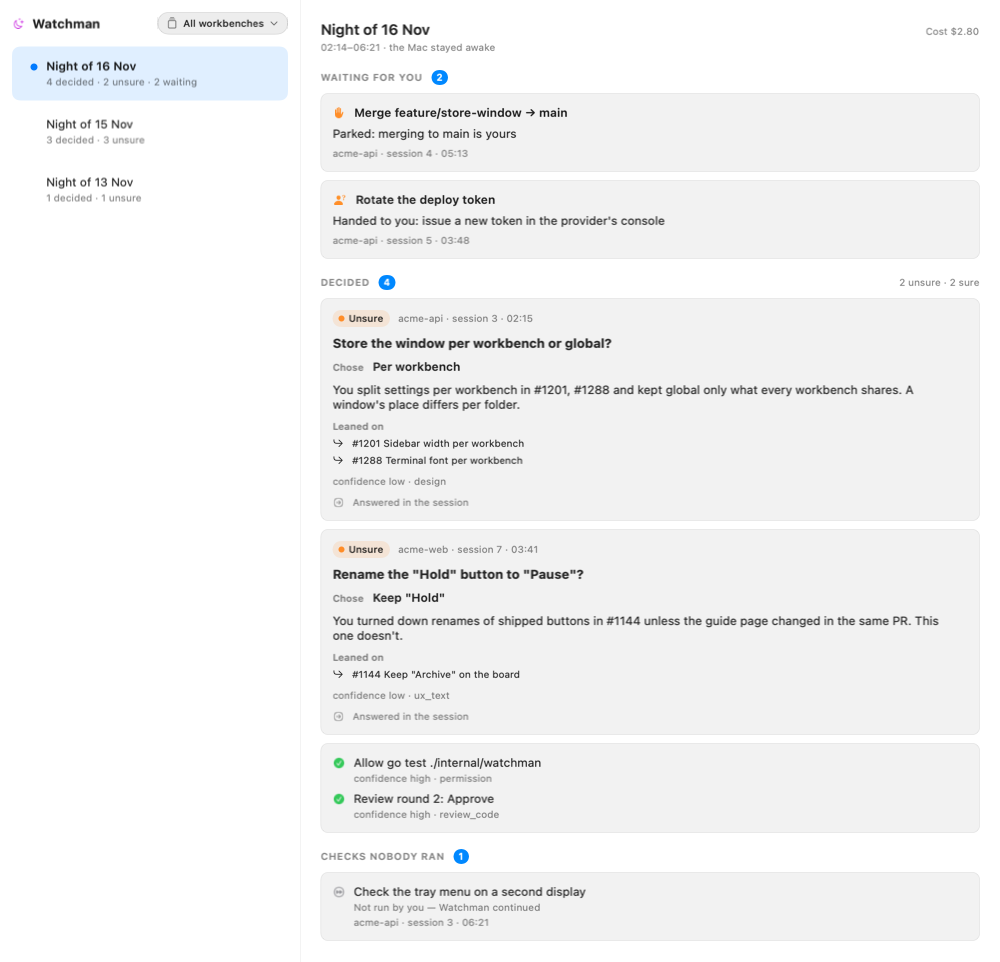 Watchman
All workbenches
Night of 16 Nov
4 decided · 2 unsure · 2 waiting
Night of 15 Nov
3 decided · 3 unsure
Night of 13 Nov
1 decided · 1 unsure
Night of 16 Nov
Cost $2.80
02:14–06:21 · the Mac stayed awake
WAITING FOR YOU 2
Merge feature/store-window → main
Parked: merging to main is yours
acme-api · session 4 · 05:13
Rotate the deploy token
Handed to you: issue a new token in the provider's console
acme-api · session 5 · 03:48
DECIDED 4
2 unsure · 2 sure
Unsure acme-api · session 3 · 02:15
Store the window per workbench or global?
Chose Per workbench
You split settings per workbench in #1201, #1288 and kept global only what every workbench shares. A
window's place differs per folder.
Leaned on
#1201 Sidebar width per workbench
#1288 Terminal font per workbench
confidence low · design
Answered in the session
Unsure acme-web · session 7 · 03:41
Rename the "Hold" button to "Pause"?
Chose Keep "Hold"
You turned down renames of shipped buttons in #1144 unless the guide page changed in the same PR. This
one doesn't.
Leaned on
#1144 Keep "Archive" on the board
confidence low · ux_text
Answered in the session
Allow go test ./internal/watchman
confidence high · permission
Review round 2: Approve
confidence high · review_code
CHECKS NOBODY RAN 1
Check the tray menu on a second display
Not run by you — Watchman continued
acme-api · session 3 · 06:21